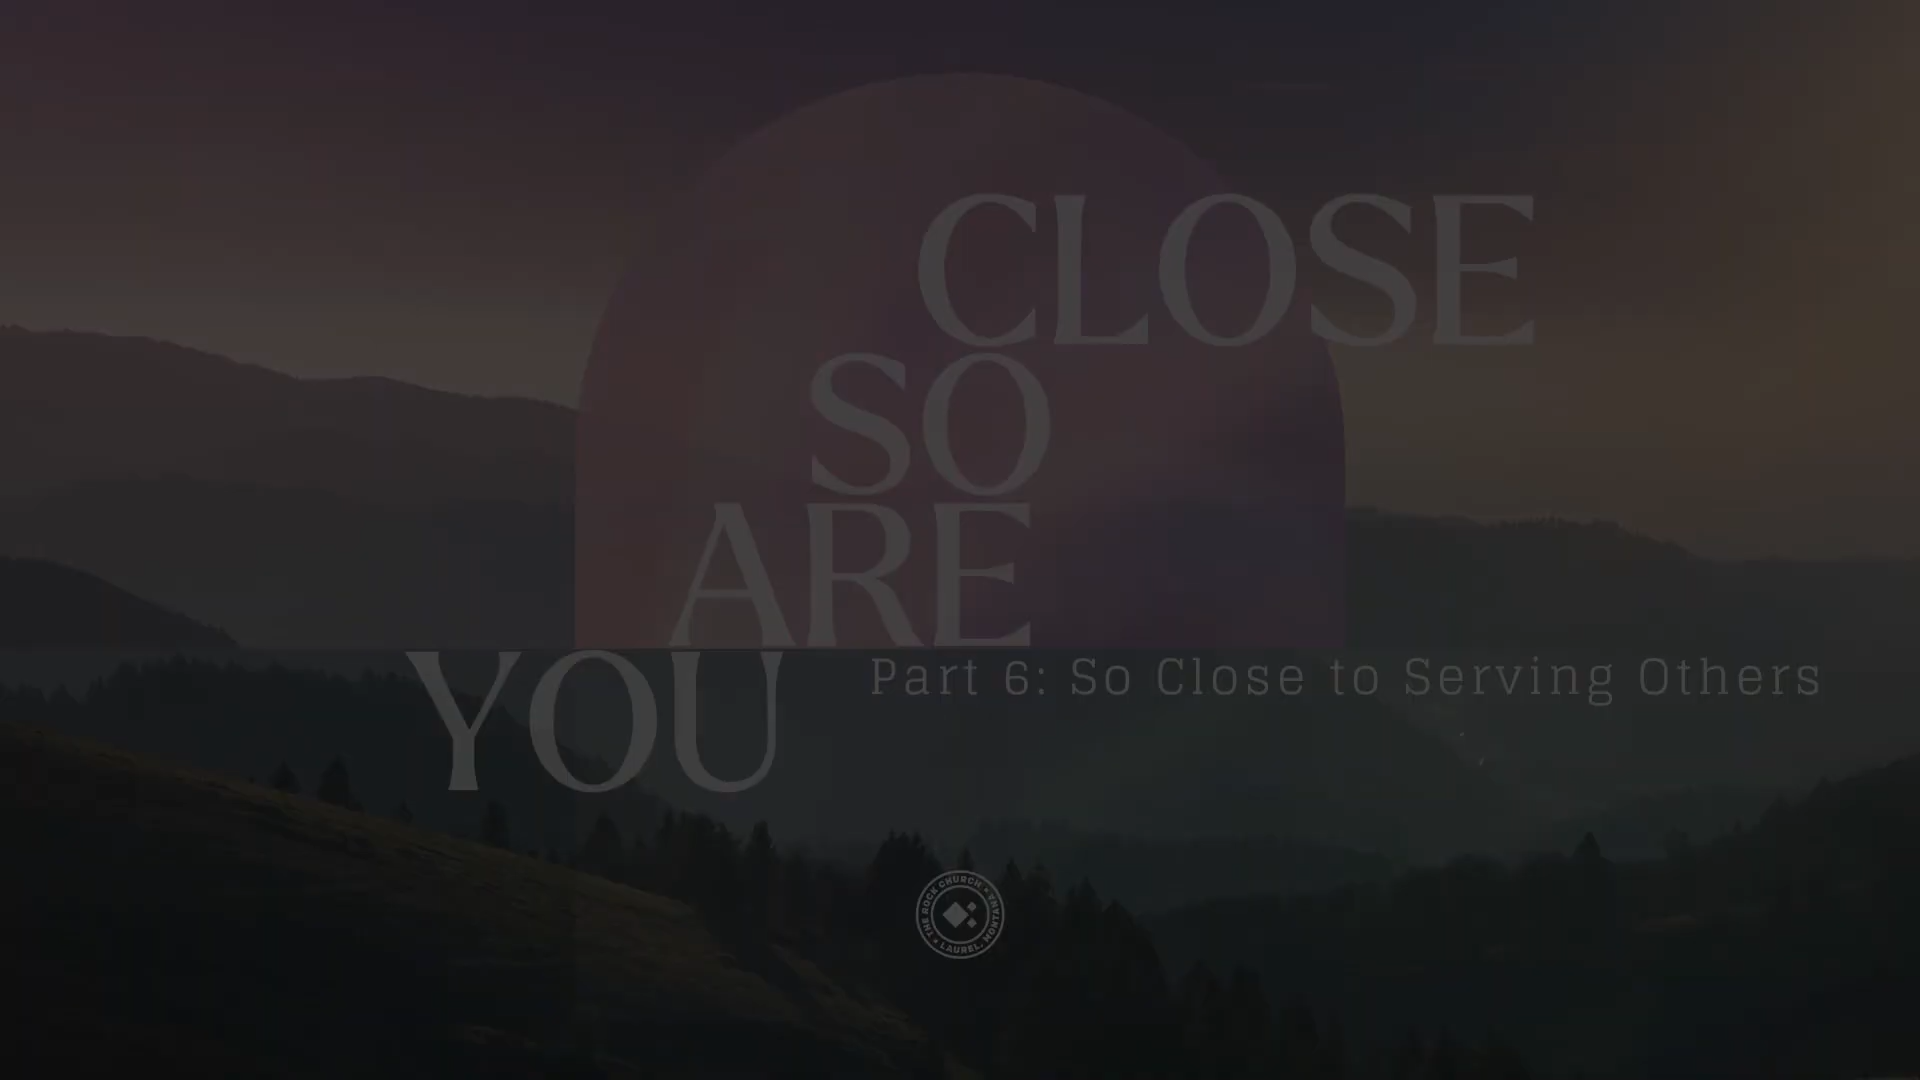 CLOSE
SO
ARE
YOU
Part 6: So Close to Serving Others
THE ROCK CHURCH • LAUREL, MONTANA •